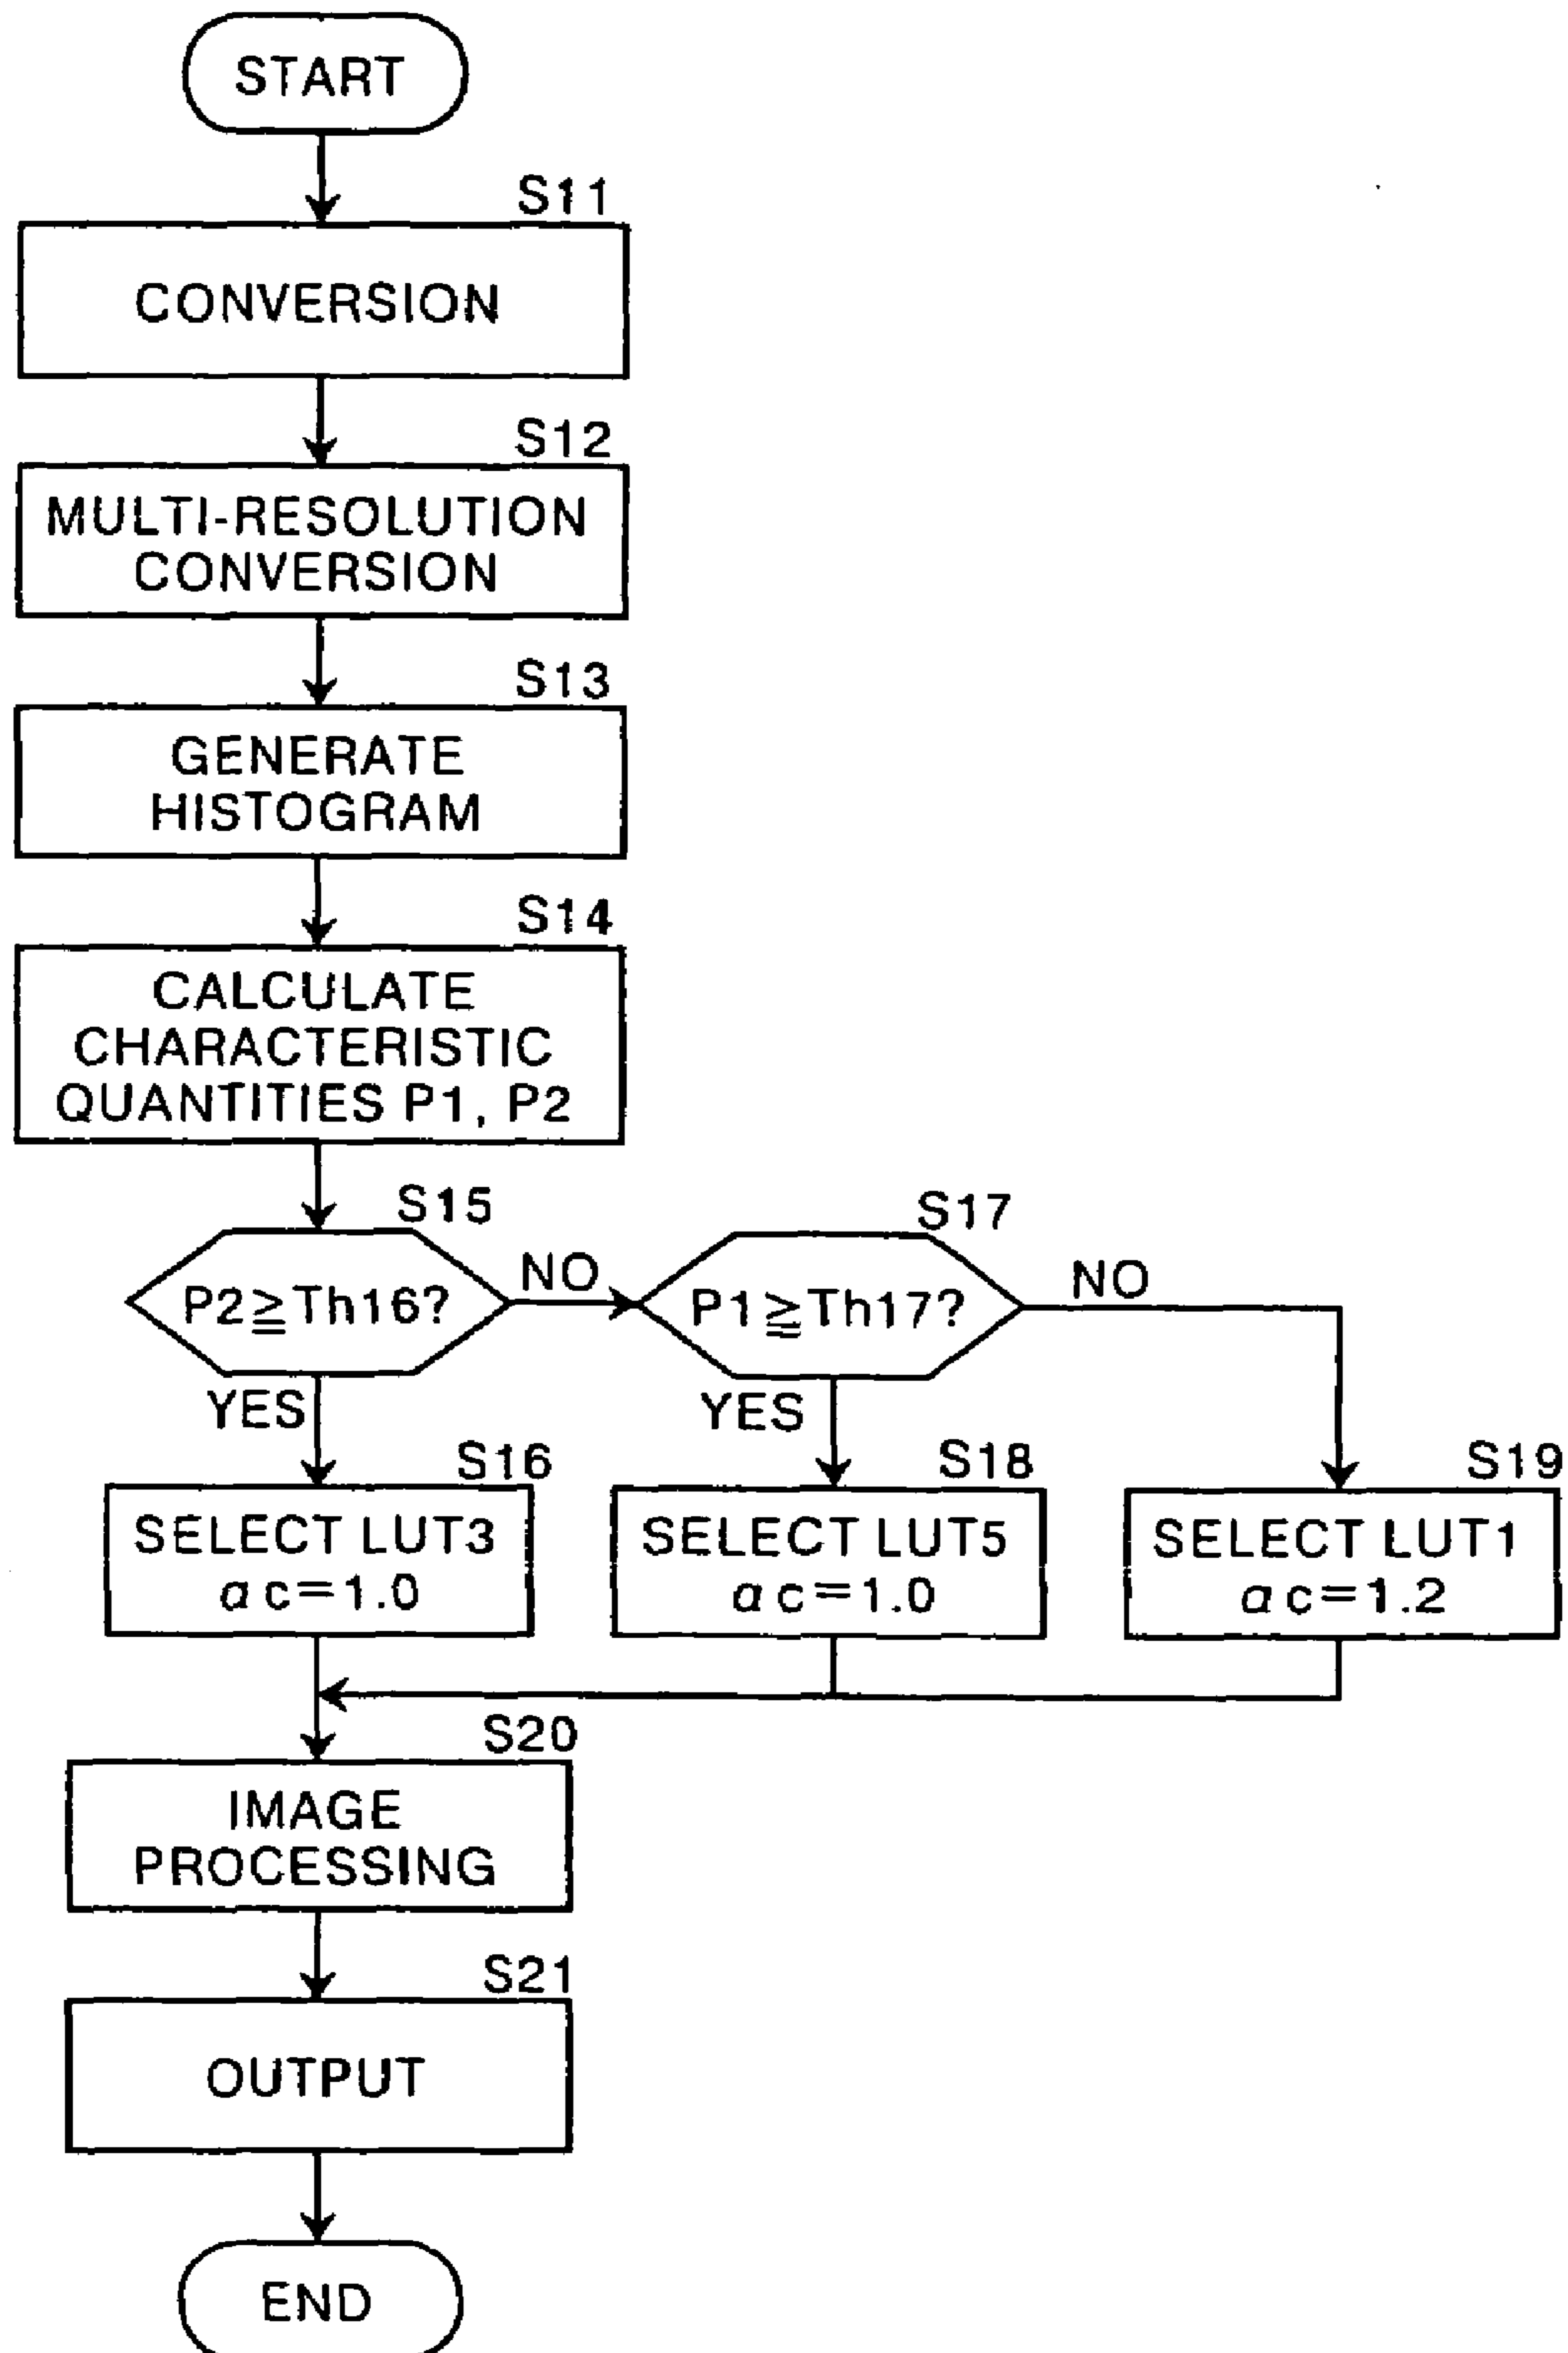 START
S11
CONVERSION
S12
MULTI-RESOLUTION
CONVERSION
S13
GENERATE
HISTOGRAM
S14
CALCULATE
CHARACTERISTIC
QUANTITIES P1, P2
S15
P2≧Th16?
NO
YES
S17
P1≧Th17?
NO
YES
S16
SELECT LUT3
αc=1.0
S18
SELECT LUT5
αc=1.0
S19
SELECT LUT1
αc=1.2
S20
IMAGE
PROCESSING
S21
OUTPUT
END